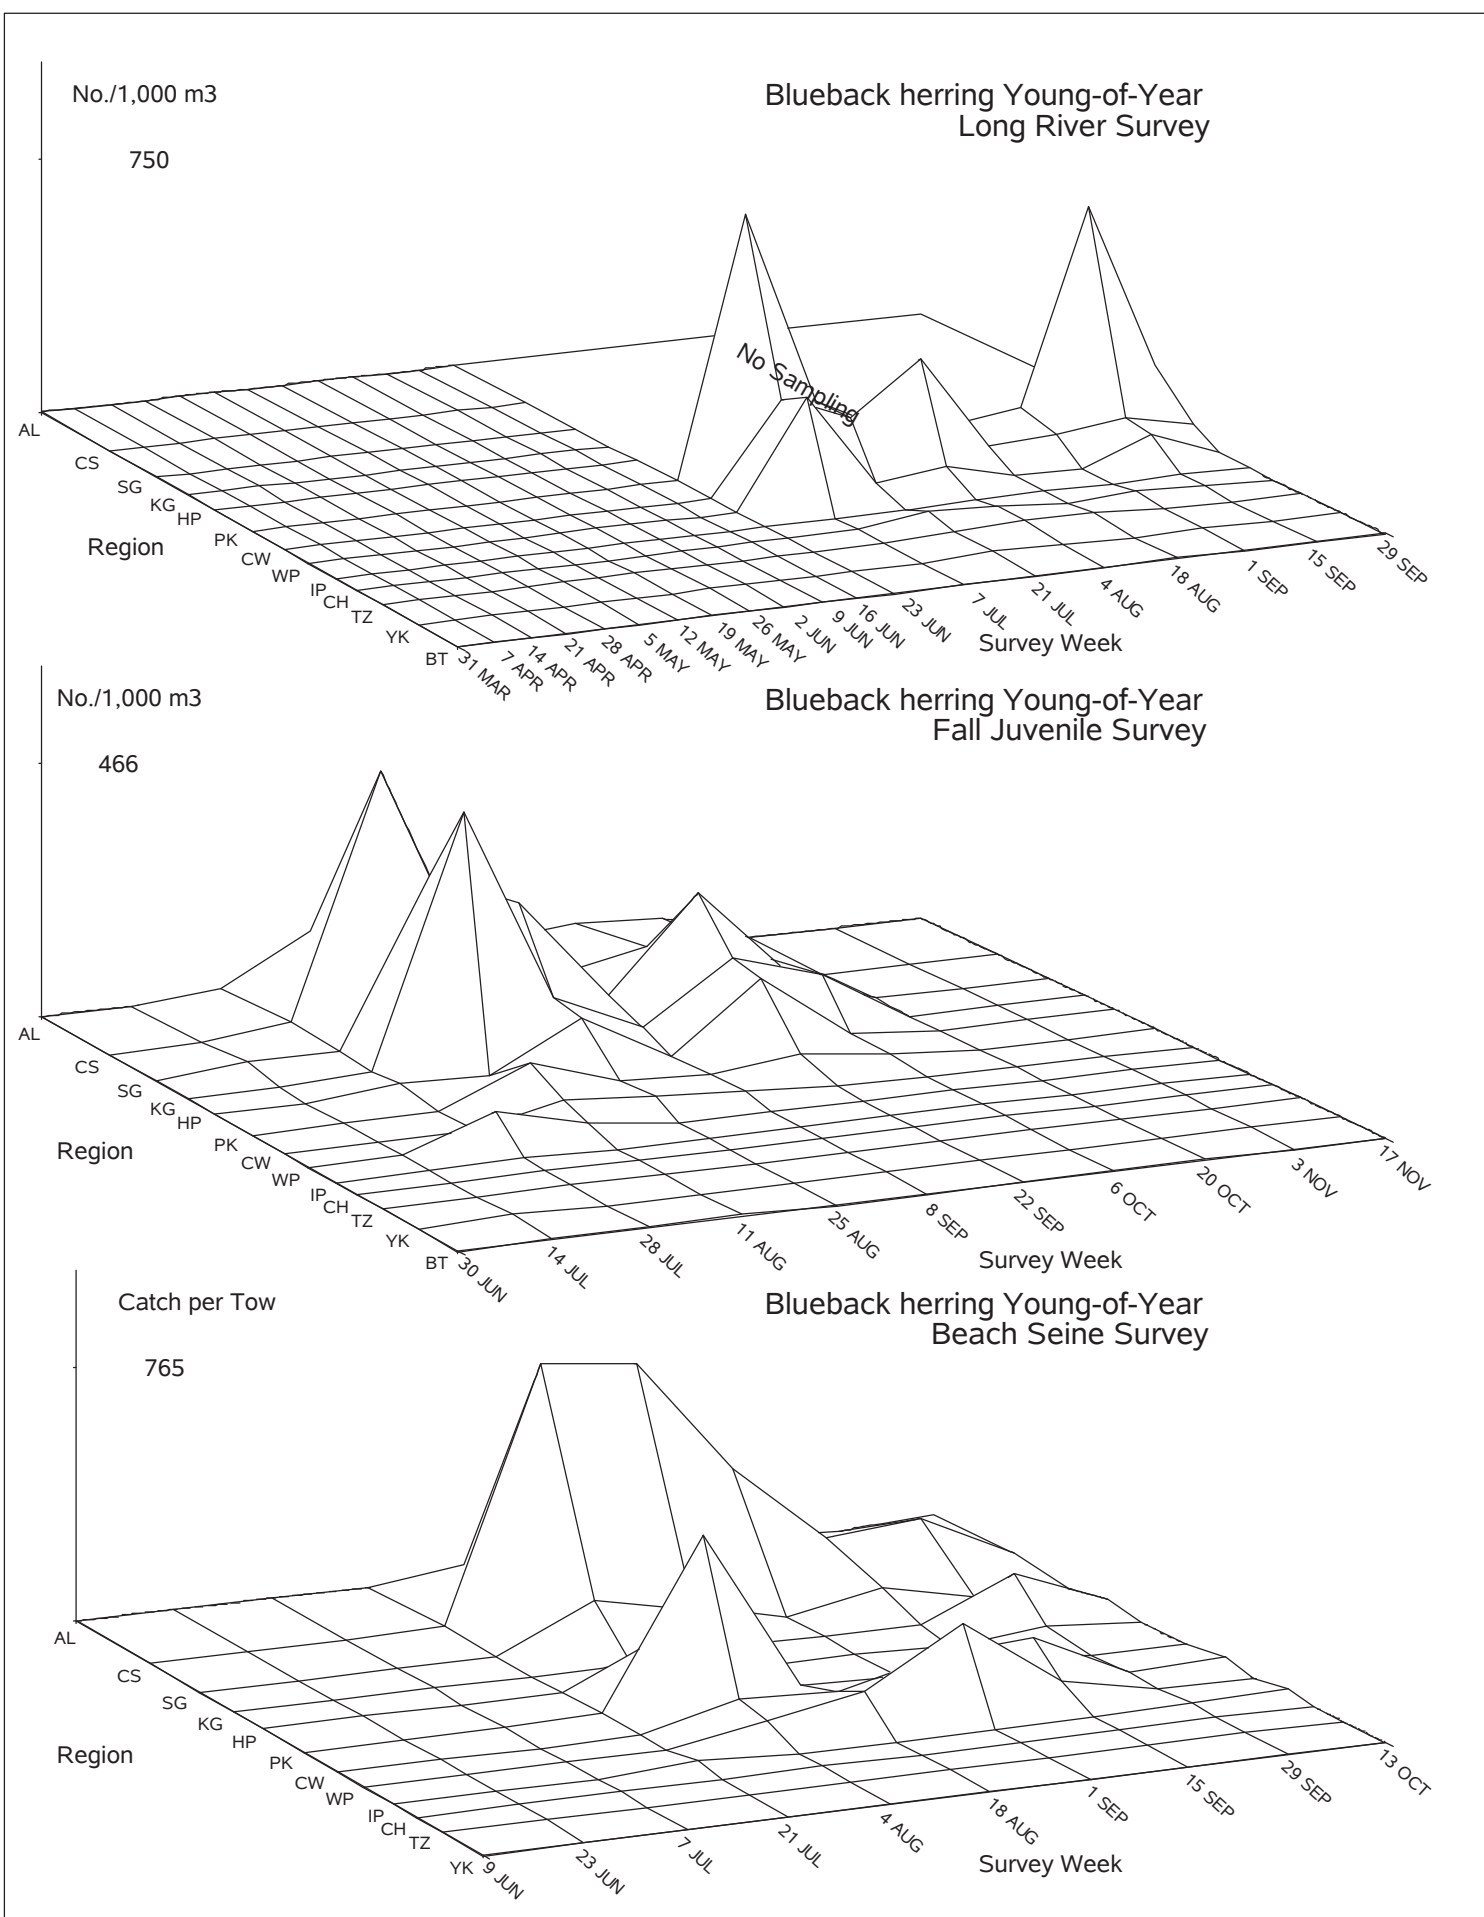 No./1,000 m3
Blueback herring Young-of-Year
Long River Survey
750
No Sampling
AL
CS
SG
KG
HP
PK
CW
WP
IP
CH
TZ
YK
BT
Region
31 MAR
7 APR
14 APR
21 APR
28 APR
5 MAY
12 MAY
19 MAY
26 MAY
2 JUN
9 JUN
16 JUN
23 JUN
7 JUL
21 JUL
4 AUG
18 AUG
1 SEP
15 SEP
29 SEP
Survey Week
No./1,000 m3
Blueback herring Young-of-Year
Fall Juvenile Survey
466
AL
CS
SG
KG
HP
PK
CW
WP
IP
CH
TZ
YK
BT
Region
30 JUN
14 JUL
28 JUL
11 AUG
25 AUG
8 SEP
22 SEP
6 OCT
20 OCT
3 NOV
17 NOV
Survey Week
Catch per Tow
Blueback herring Young-of-Year
Beach Seine Survey
765
AL
CS
SG
KG
HP
PK
CW
WP
IP
CH
TZ
YK
Region
9 JUN
23 JUN
7 JUL
21 JUL
4 AUG
18 AUG
1 SEP
15 SEP
29 SEP
13 OCT
Survey Week